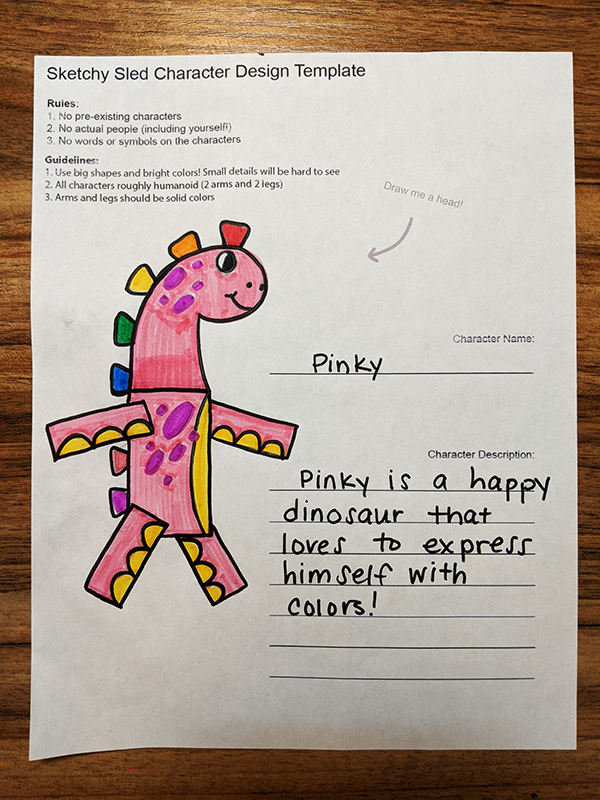 Sketchy Sled Character Design Template
Rules:
1. No pre-existing characters
2. No actual people (including yourself)
3. No words or symbols on the characters
Guidelines:
1. Use big shapes and bright colors! Small details will be hard to see
2. All characters roughly humanoid (2 arms and 2 legs)
3. Arms and legs should be solid colors
Draw me a head!
Character Name:
Pinky
Character Description:
Pinky is a happy
dinosaur that
loves to express
himself with
colors!